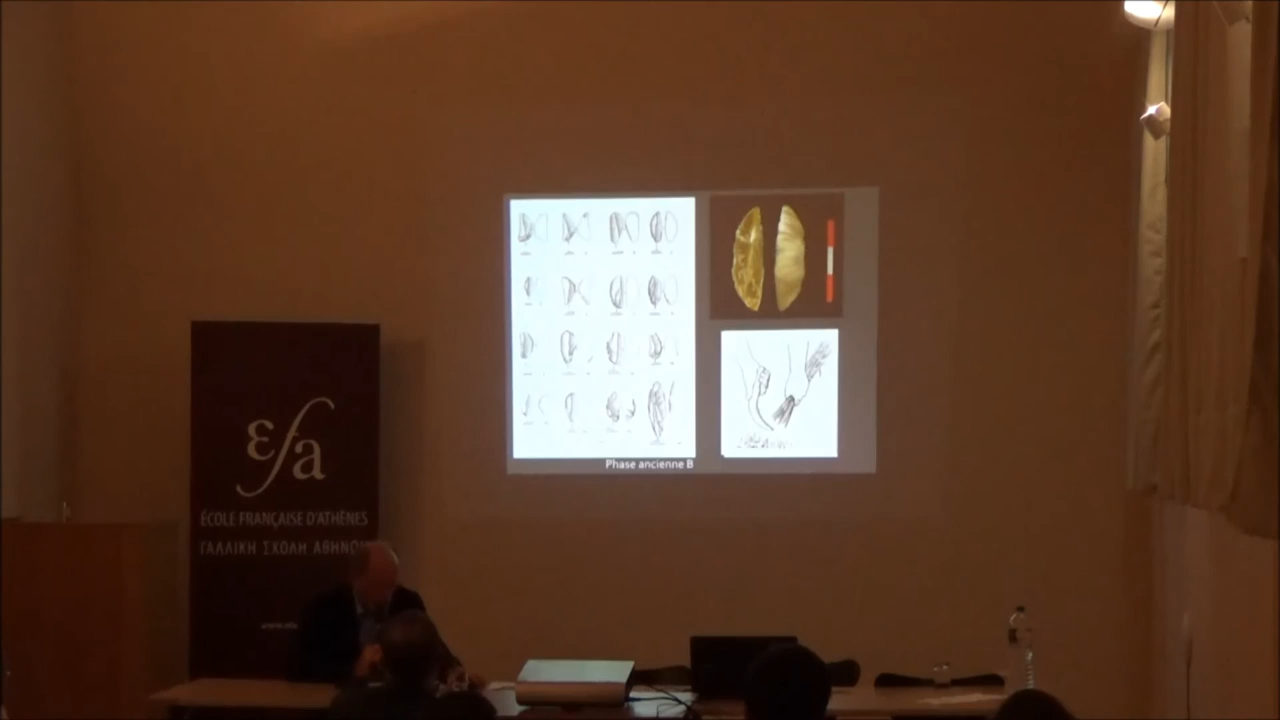 εfa
ÉCOLE FRANÇAISE D'ATHÈNES
ΓΑΛΛΙΚΗ ΣΧΟΛΗ ΑΘΗΝΩΝ
Phase ancienne B